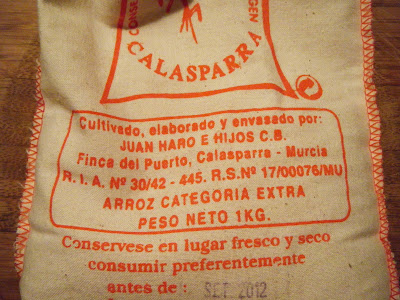 CONSE
GEN
CALASPARRA
Cultivado, elaborado y envasado por:
JUAN HARO E HIJOS C.B.
Finca del Puerto, Calasparra - Murcia
R.I.A. Nº 30/42 - 445. R.S.Nº 17/00076/MU
ARROZ CATEGORIA EXTRA
PESO NETO 1KG.
Conservese en lugar fresco y seco
consumir preferentemente
antes de : SET. 2012